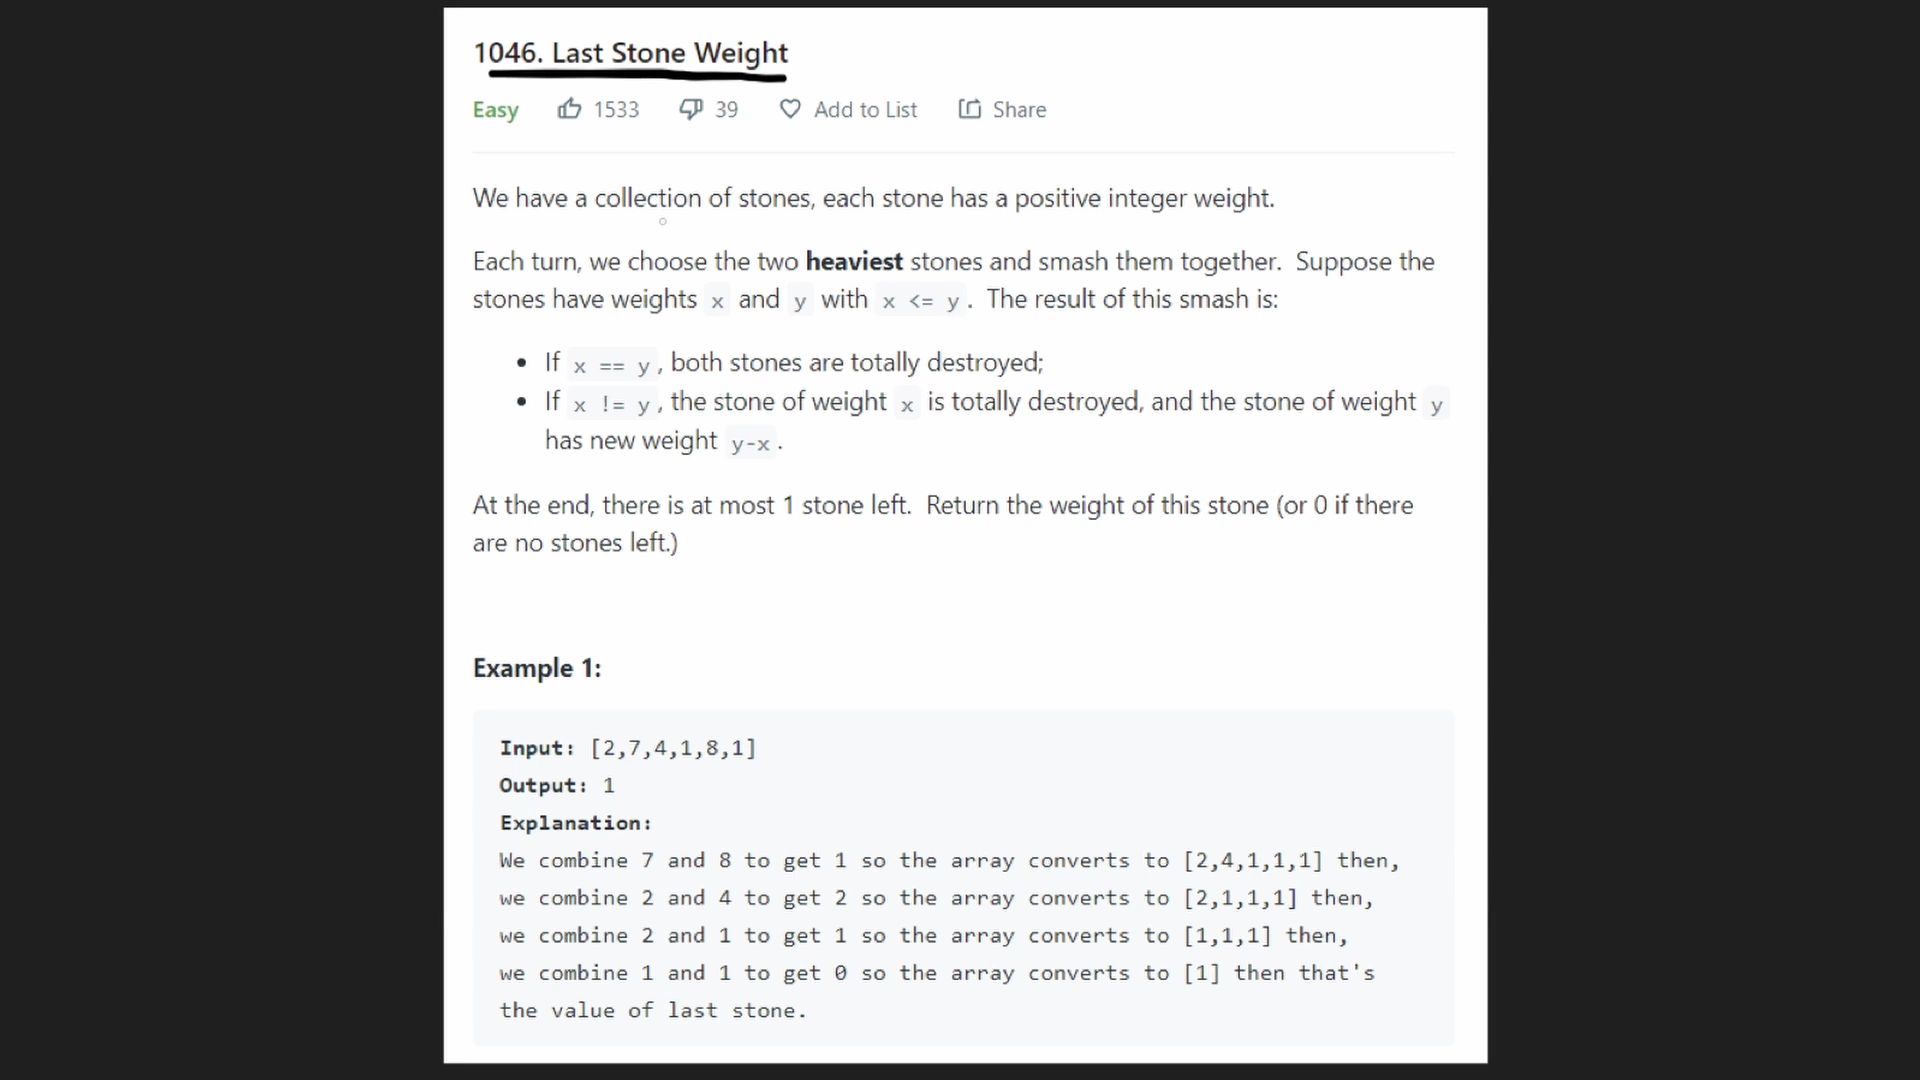 1046. Last Stone Weight
Easy 1533 39 Add to List Share
We have a collection of stones, each stone has a positive integer weight.
Each turn, we choose the two heaviest stones and smash them together. Suppose the
stones have weights x and y with x <= y. The result of this smash is:
• If x == y, both stones are totally destroyed;
• If x != y, the stone of weight x is totally destroyed, and the stone of weight y
has new weight y-x.
At the end, there is at most 1 stone left. Return the weight of this stone (or 0 if there
are no stones left.)
Example 1:
Input: [2,7,4,1,8,1]
Output: 1
Explanation:
We combine 7 and 8 to get 1 so the array converts to [2,4,1,1,1] then,
we combine 2 and 4 to get 2 so the array converts to [2,1,1,1] then,
we combine 2 and 1 to get 1 so the array converts to [1,1,1] then,
we combine 1 and 1 to get 0 so the array converts to [1] then that's
the value of last stone.